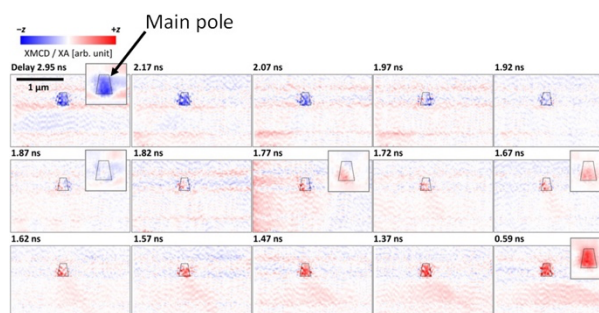 Main pole
−z +z
XMCD / XA [arb. unit]
Delay 2.95 ns 2.17 ns 2.07 ns 1.97 ns 1.92 ns
1 μm
1.87 ns 1.82 ns 1.77 ns 1.72 ns 1.67 ns
1.62 ns 1.57 ns 1.47 ns 1.37 ns 0.59 ns